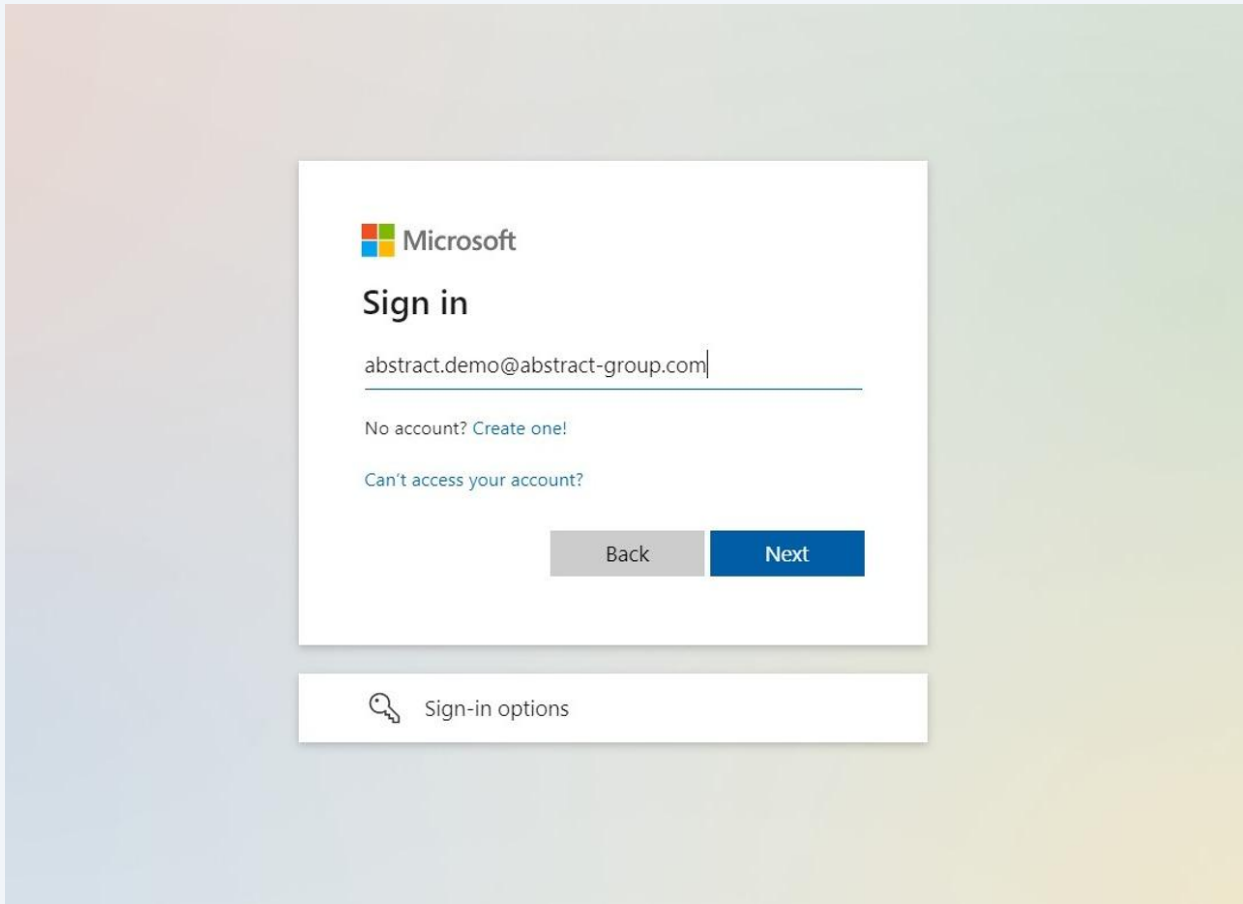 Microsoft
Sign in
abstract.demo@abstract-group.com
No account? Create one!
Can't access your account?
Back Next
Sign-in options